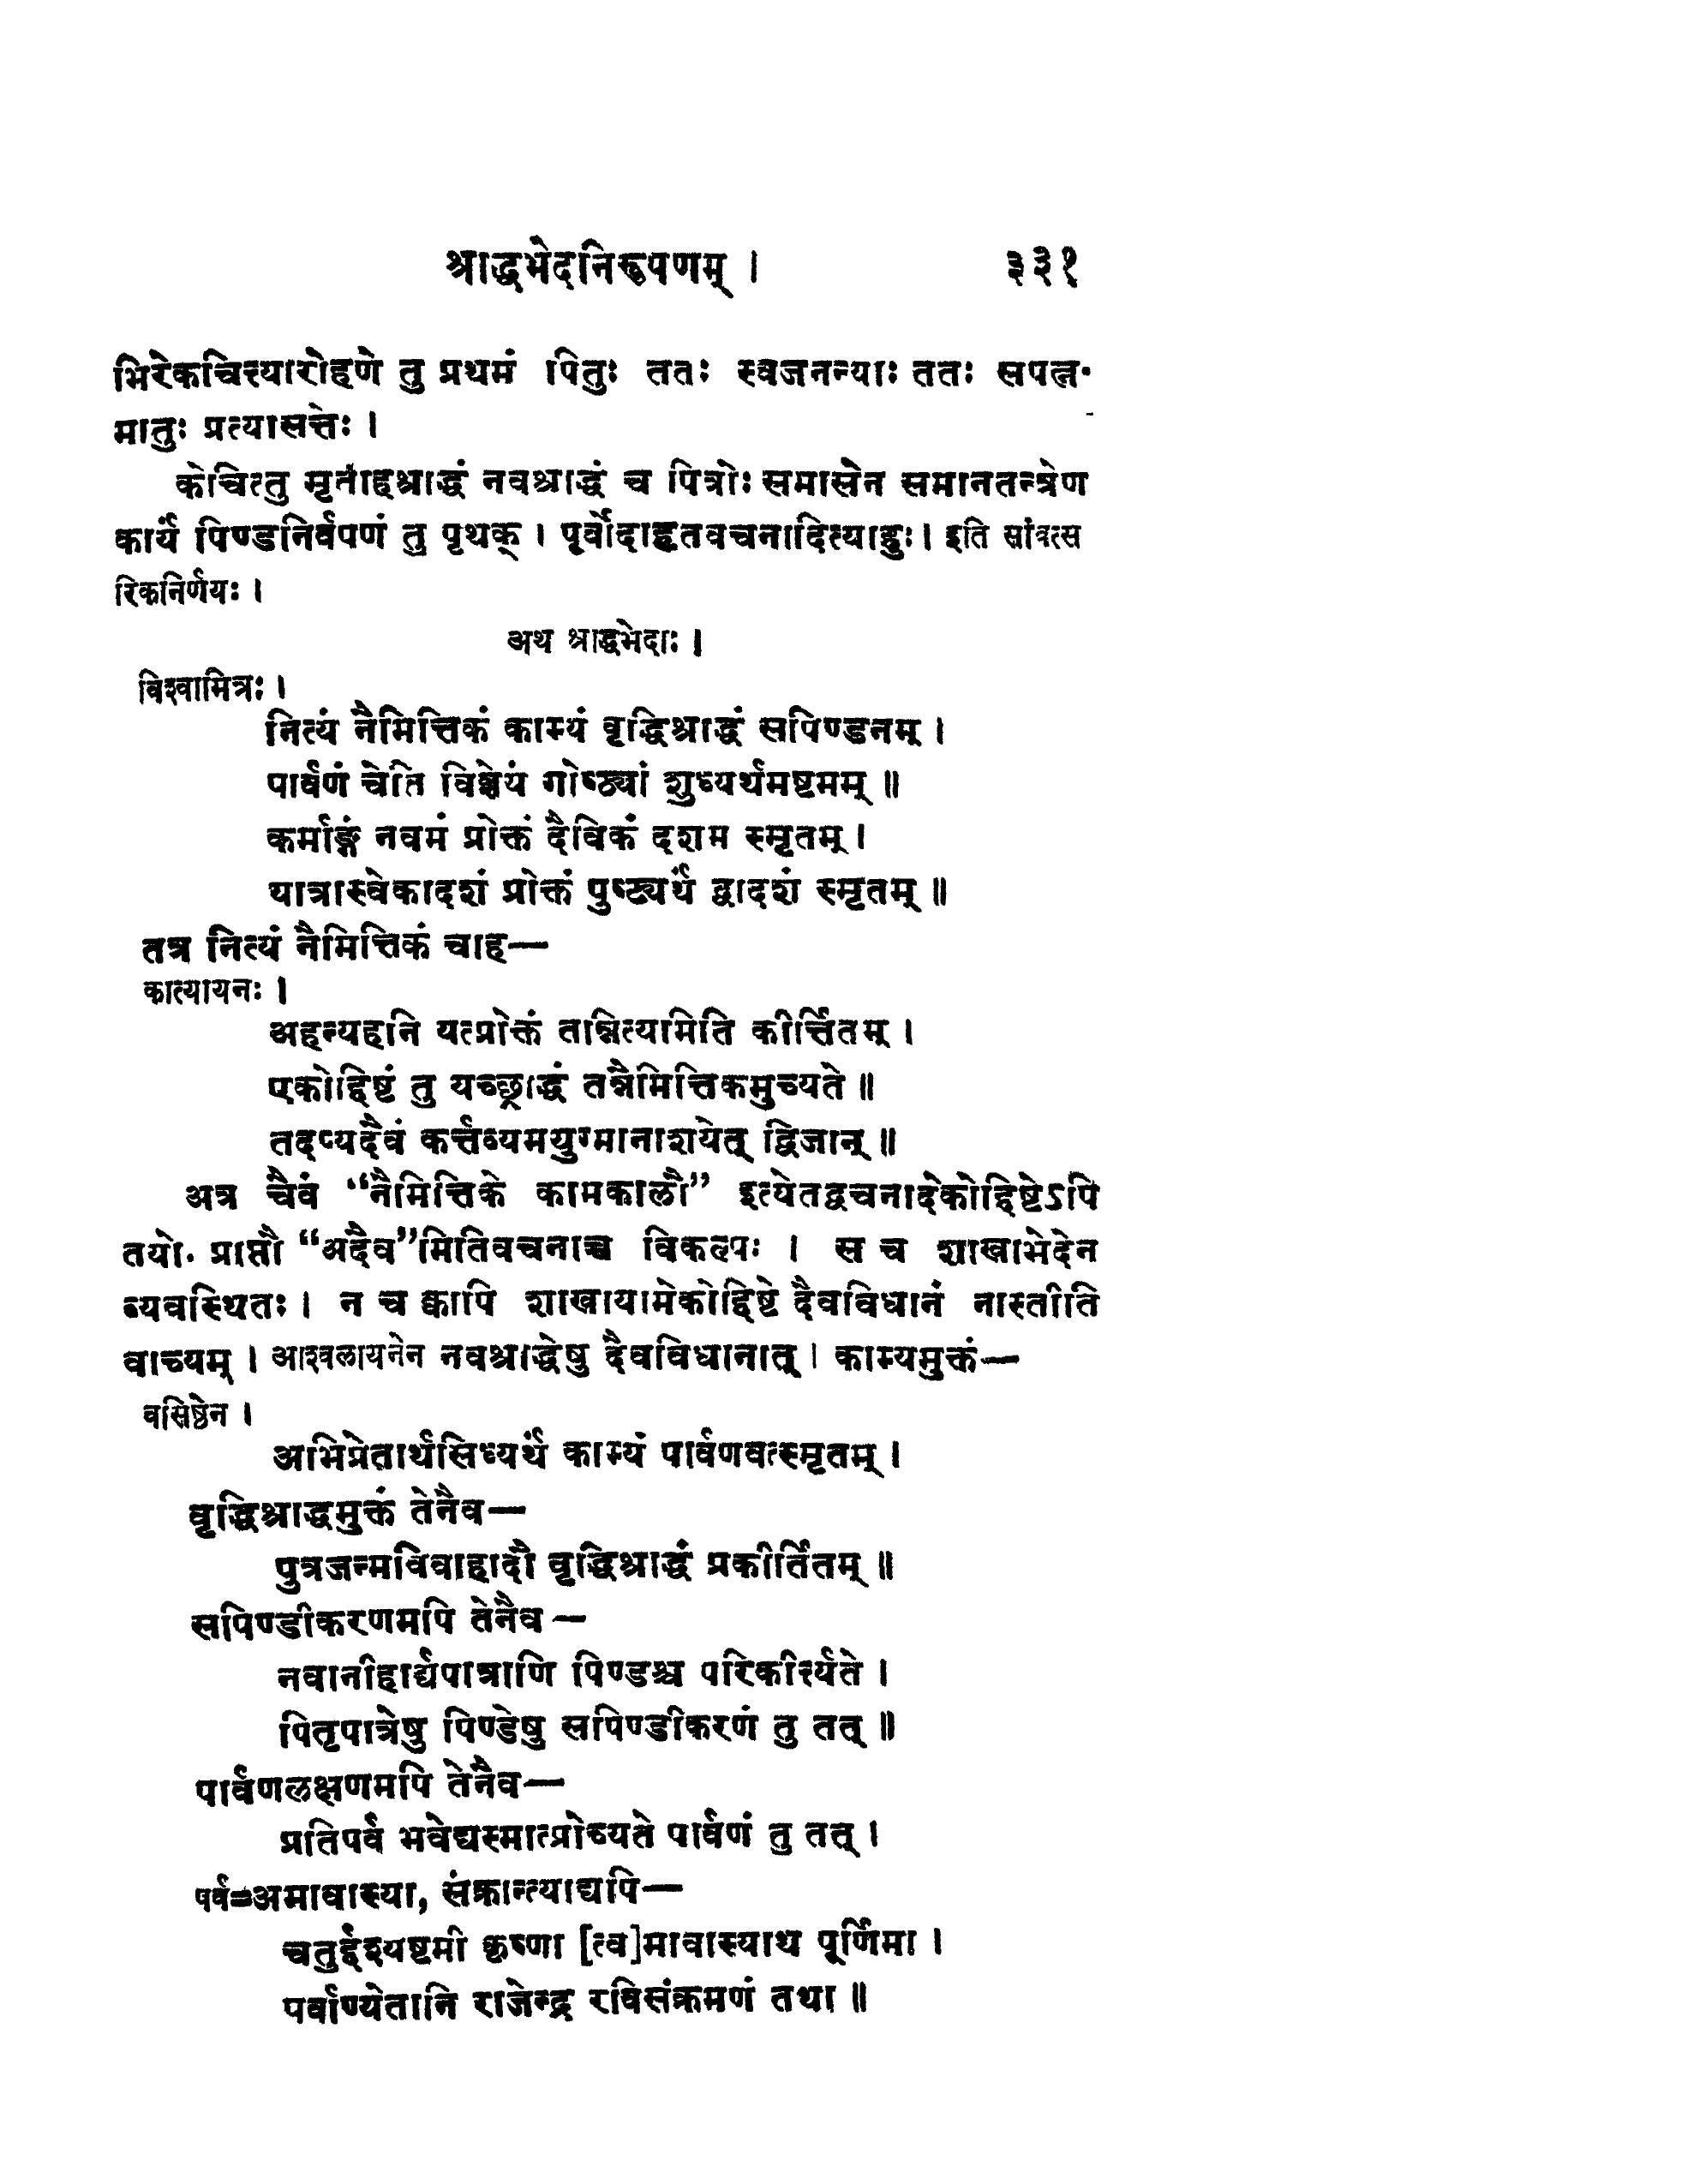 श्राद्धभेदनिरूपणम् । ३३१
भिरेकचित्यारोहणे तु प्रथमं पितुः ततः स्वजनन्याः ततः सपत्न-
मातुः प्रत्यासत्तेः ।
केचित्तु मृताहश्राद्धं नवश्राद्धं च पित्रोः समासेन समानतन्त्रेण
कार्यं पिण्डनिर्वपणं तु पृथक् । पूर्वोदाहृतवचनादित्याहुः । इति सांवत्स
रिकनिर्णयः ।
अथ श्राद्धभेदाः ।
विश्वामित्रः ।
नित्यं नैमित्तिकं काम्यं वृद्धिश्राद्धं सपिण्डनम् ।
पार्वणं चेति विज्ञेयं गोष्ठ्यां शुध्यर्थमष्टमम् ॥
कर्माङ्गं नवमं प्रोक्तं दैविकं दशम स्मृतम् ।
यात्रास्वेकादशं प्रोक्तं पुष्ट्यर्थं द्वादशं स्मृतम् ॥
तत्र नित्यं नैमित्तिकं चाह—
कात्यायनः ।
अहन्यहनि यत्प्रोक्तं तन्नित्यामिति कीर्त्तितम् ।
एकोद्दिष्टं तु यच्छ्राद्धं तन्नैमित्तिकमुच्यते ॥
तदप्यदैवं कर्त्तव्यमयुग्मानाशयेत् द्विजान् ॥
अत्र चैवं “नैमित्तिके कामकालौ” इत्येतद्वचनादेकोद्दिष्टेऽपि
तयो. प्राप्तौ “अदैव”मितिवचनाच्च विकल्पः । स च शाखाभेदेन
व्यवस्थितः । न च क्वापि शाखायामेकोद्दिष्टे दैवविधानं नास्तीति
वाच्यम् । आश्वलायनेन नवश्राद्धेषु दैवविधानात् । काम्यमुक्तं—
वसिष्ठेन ।
अभिप्रेतार्थसिध्यर्थं काम्यं पार्वणवत्स्मृतम् ।
वृद्धिश्राद्धमुक्तं तेनैव—
पुत्रजन्मविवाहादौ वृद्धिश्राद्धं प्रकीर्तितम् ॥
सपिण्डीकरणमपि तेनैव—
नवानीहार्घ्यपात्राणि पिण्डश्च परिकीर्त्यते ।
पितृपात्रेषु पिण्डेषु सपिण्डीकरणं तु तत् ॥
पार्वणलक्षणमपि तेनैव—
प्रतिपर्व भवेद्यस्मात्प्रोच्यते पार्वणं तु तत् ।
पर्व=अमावास्या, संक्रान्त्याद्यपि—
चतुर्द्दश्यष्टमी कृष्णा [त्व]मावास्याथ पूर्णिमा ।
पर्वाण्येतानि राजेन्द्र रविसंक्रमणं तथा ॥